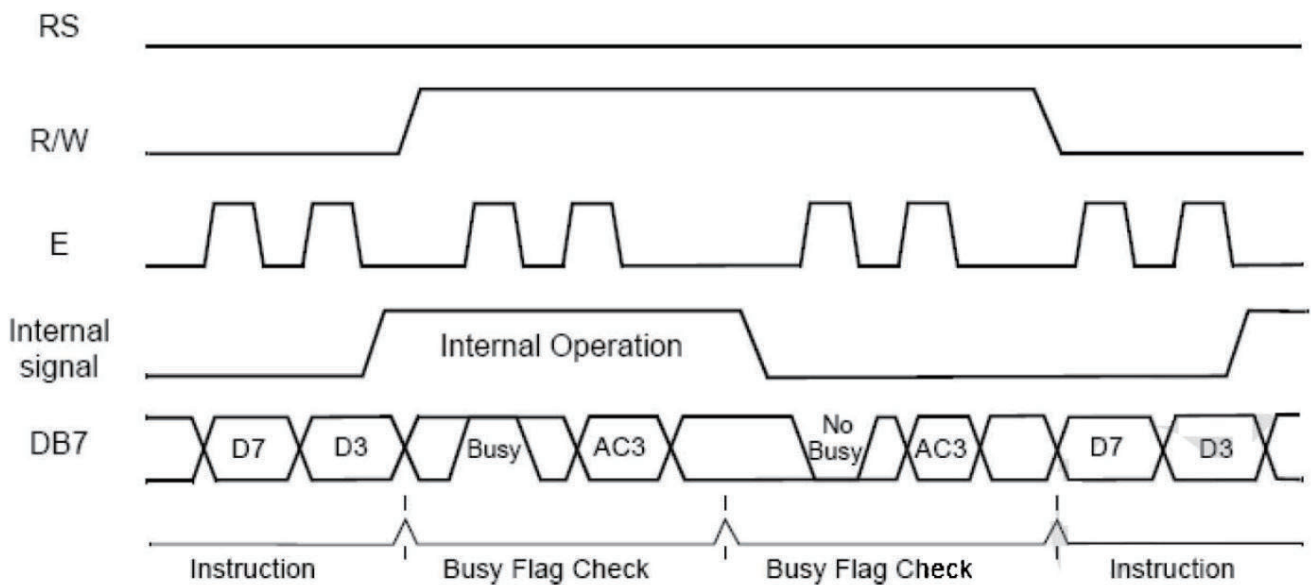 RS
R/W
E
Internal
signal
Internal Operation
DB7
D7
D3
Busy
AC3
No
Busy
AC3
D7
D3
Instruction
Busy Flag Check
Busy Flag Check
Instruction